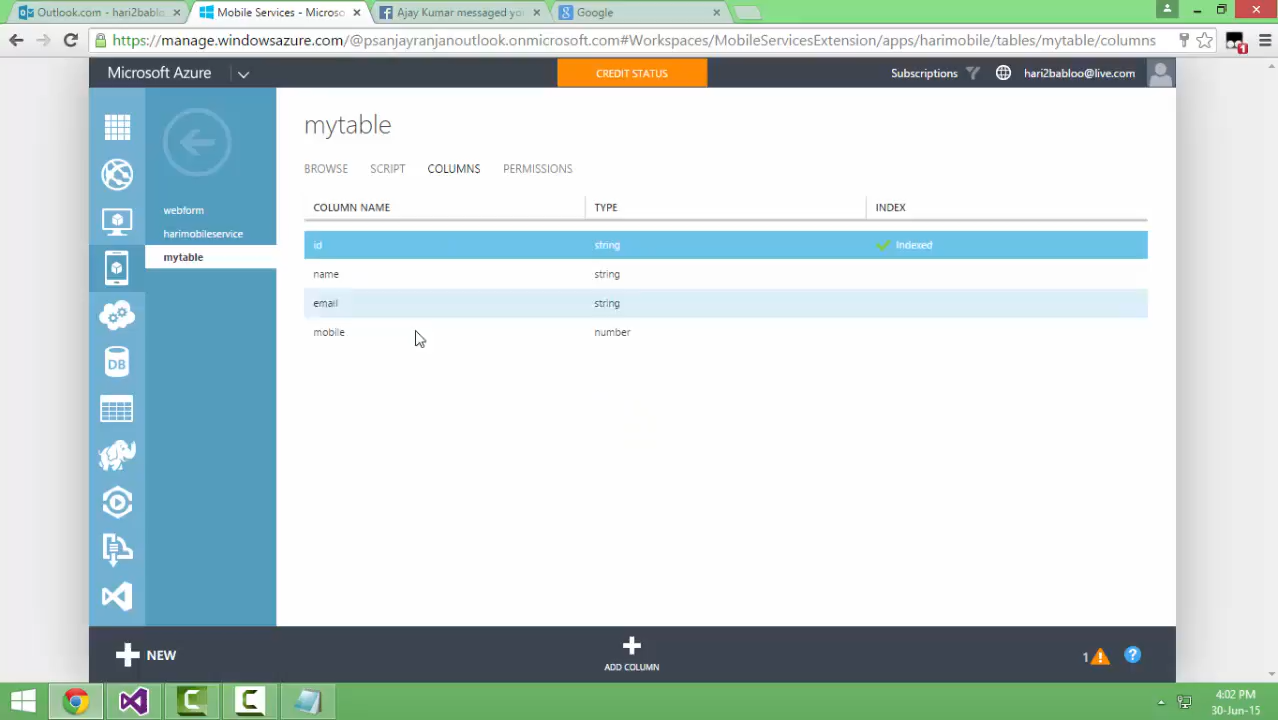 Outlook.com - hari2bablo
Mobile Services - Microso
Ajay Kumar messaged yo
Google
https://manage.windowsazure.com/@psanjayranjanoutlook.onmicrosoft.com#Workspaces/MobileServicesExtension/apps/harimobile/tables/mytable/columns
1
Microsoft Azure
CREDIT STATUS
Subscriptions
hari2babloo@live.com
webform
harimobileservice
mytable
mytable
BROWSE SCRIPT COLUMNS PERMISSIONS
COLUMN NAME TYPE INDEX
id string Indexed
name string
email string
mobile number
DB
NEW
ADD COLUMN
1
?
4:02 PM
30-Jun-15